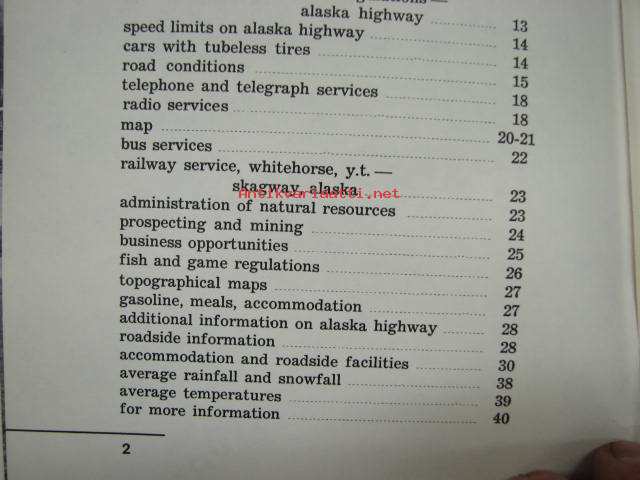 alaska highway ........ 13
speed limits on alaska highway ........ 14
cars with tubeless tires ........ 14
road conditions ........ 15
telephone and telegraph services ........ 18
radio services ........ 18
map ........ 20-21
bus services ........ 22
railway service, whitehorse, y.t. —
skagway, alaska ........ 23
Antikvariaatti.net
administration of natural resources ........ 23
prospecting and mining ........ 24
business opportunities ........ 25
fish and game regulations ........ 26
topographical maps ........ 27
gasoline, meals, accommodation ........ 27
additional information on alaska highway ........ 28
roadside information ........ 28
accommodation and roadside facilities ........ 30
average rainfall and snowfall ........ 38
average temperatures ........ 39
for more information ........ 40
2